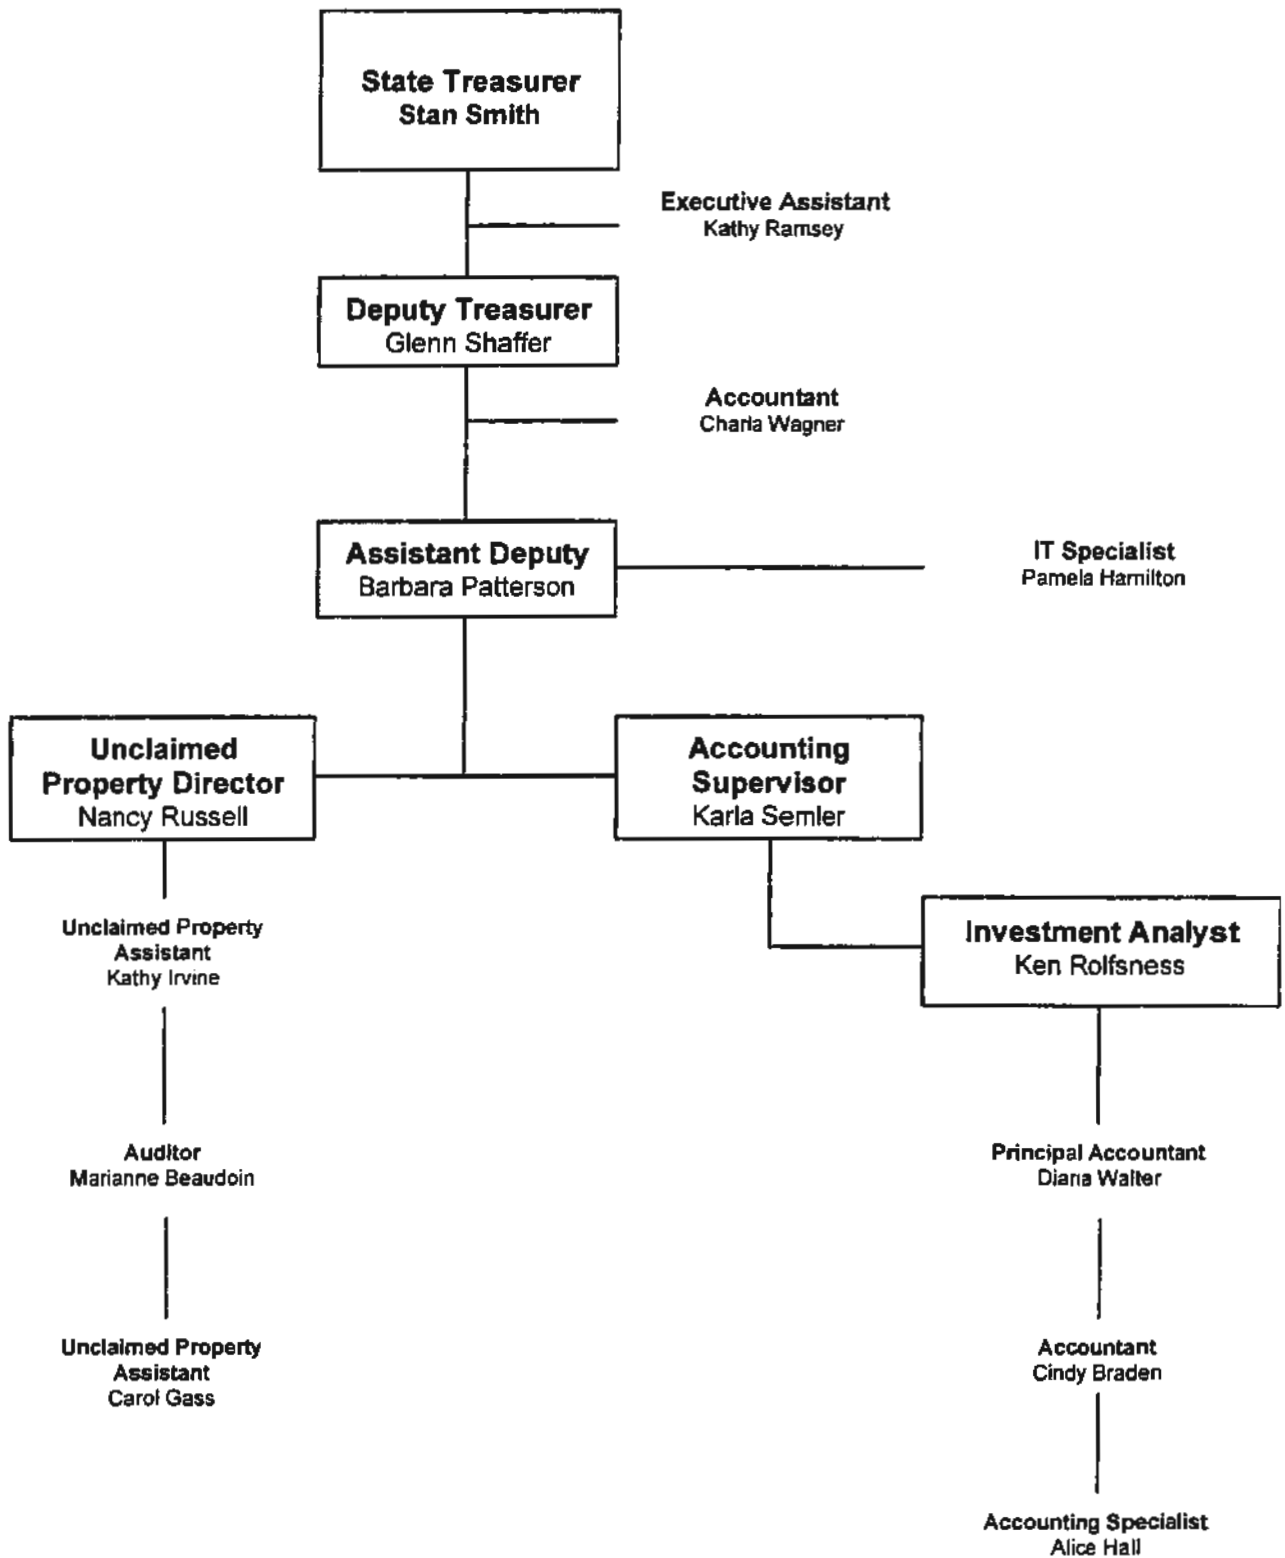 State Treasurer
Stan Smith
Executive Assistant
Kathy Ramsey
Deputy Treasurer
Glenn Shaffer
Accountant
Charla Wagner
Assistant Deputy
Barbara Patterson
IT Specialist
Pamela Hamilton
Unclaimed
Property Director
Nancy Russell
Accounting
Supervisor
Karla Semler
Unclaimed Property
Assistant
Kathy Irvine
Investment Analyst
Ken Rolfsness
Auditor
Marianne Beaudoin
Principal Accountant
Diana Walter
Unclaimed Property
Assistant
Carol Gass
Accountant
Cindy Braden
Accounting Specialist
Alice Hall